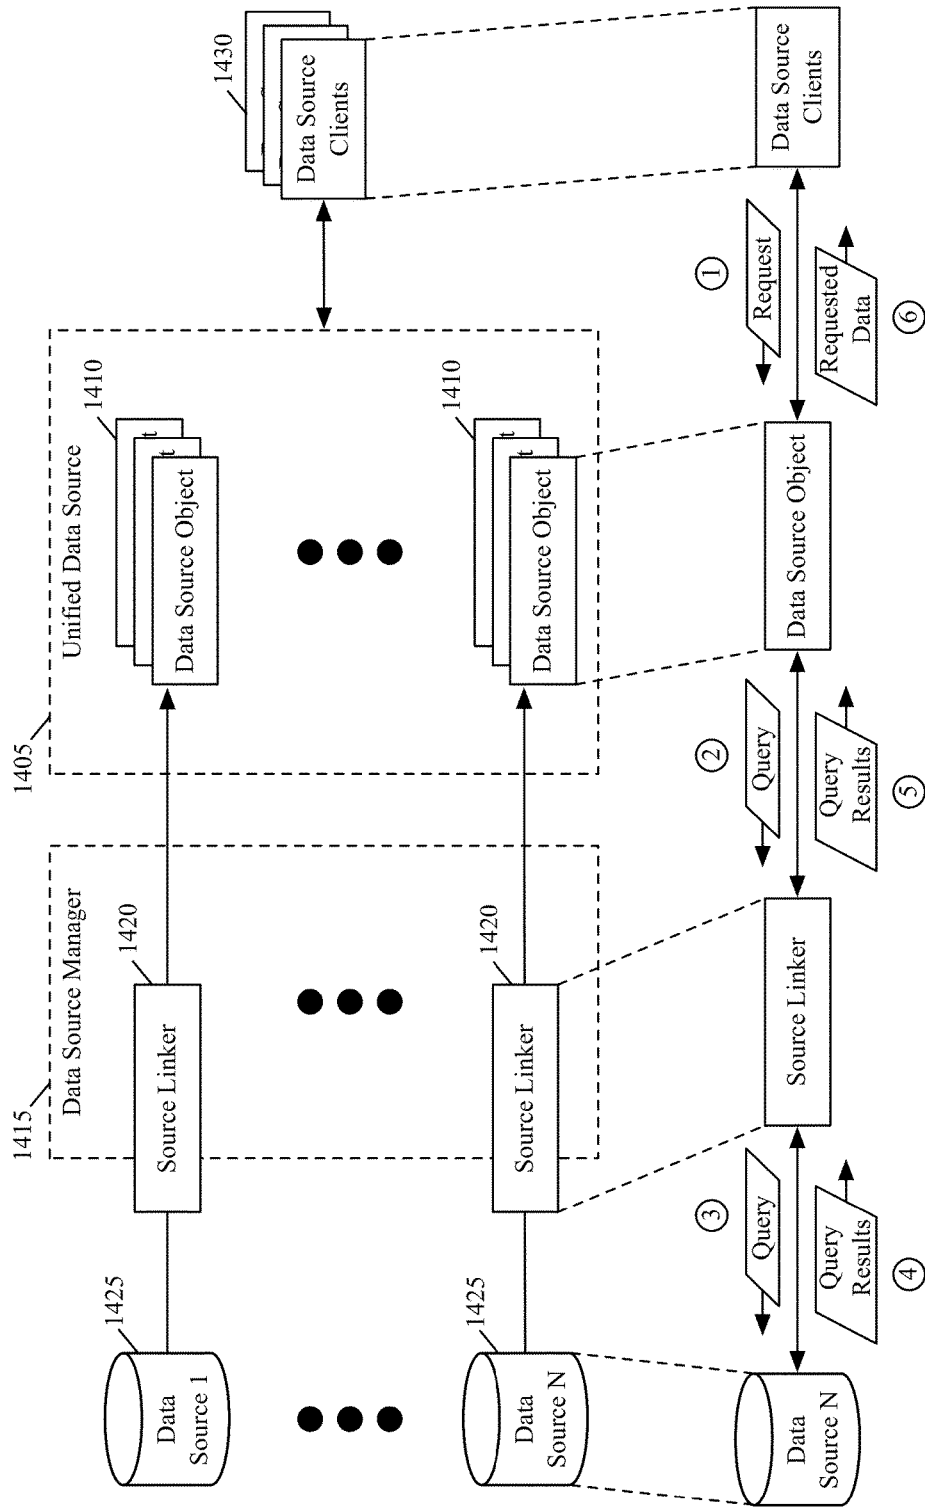 1405
Unified Data Source
1415
Data Source Manager
1430
Data Source
Clients
1425
Data
Source 1
1420
Source Linker
1410
t
t
Data Source Object
1425
Data
Source N
1420
Source Linker
1410
t
t
Data Source Object
①
Request
②
Query
③
Query
Data
Source N
Source Linker
Data Source Object
Data Source
Clients
Query
Results
④
Query
Results
⑤
Requested
Data
⑥